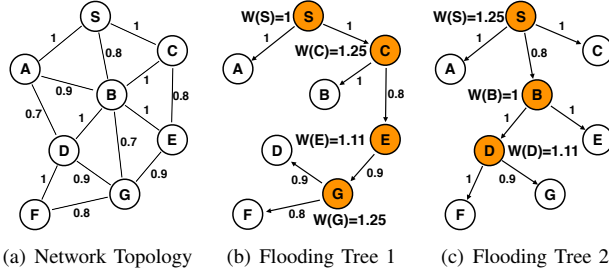 S
1
1
0.8
A
C
0.9
1
B
0.8
0.7
1
1
D
0.7
E
0.9
0.9
1
G
F
0.8
(a) Network Topology
W(S)=1
S
1
1
A
W(C)=1.25
C
B
1
0.8
W(E)=1.11
E
D
0.9
0.9
G
F
0.8
W(G)=1.25
(b) Flooding Tree 1
W(S)=1.25
S
1
1
0.8
A
C
W(B)=1
B
1
1
D
W(D)=1.11
E
1
0.9
F
G
(c) Flooding Tree 2